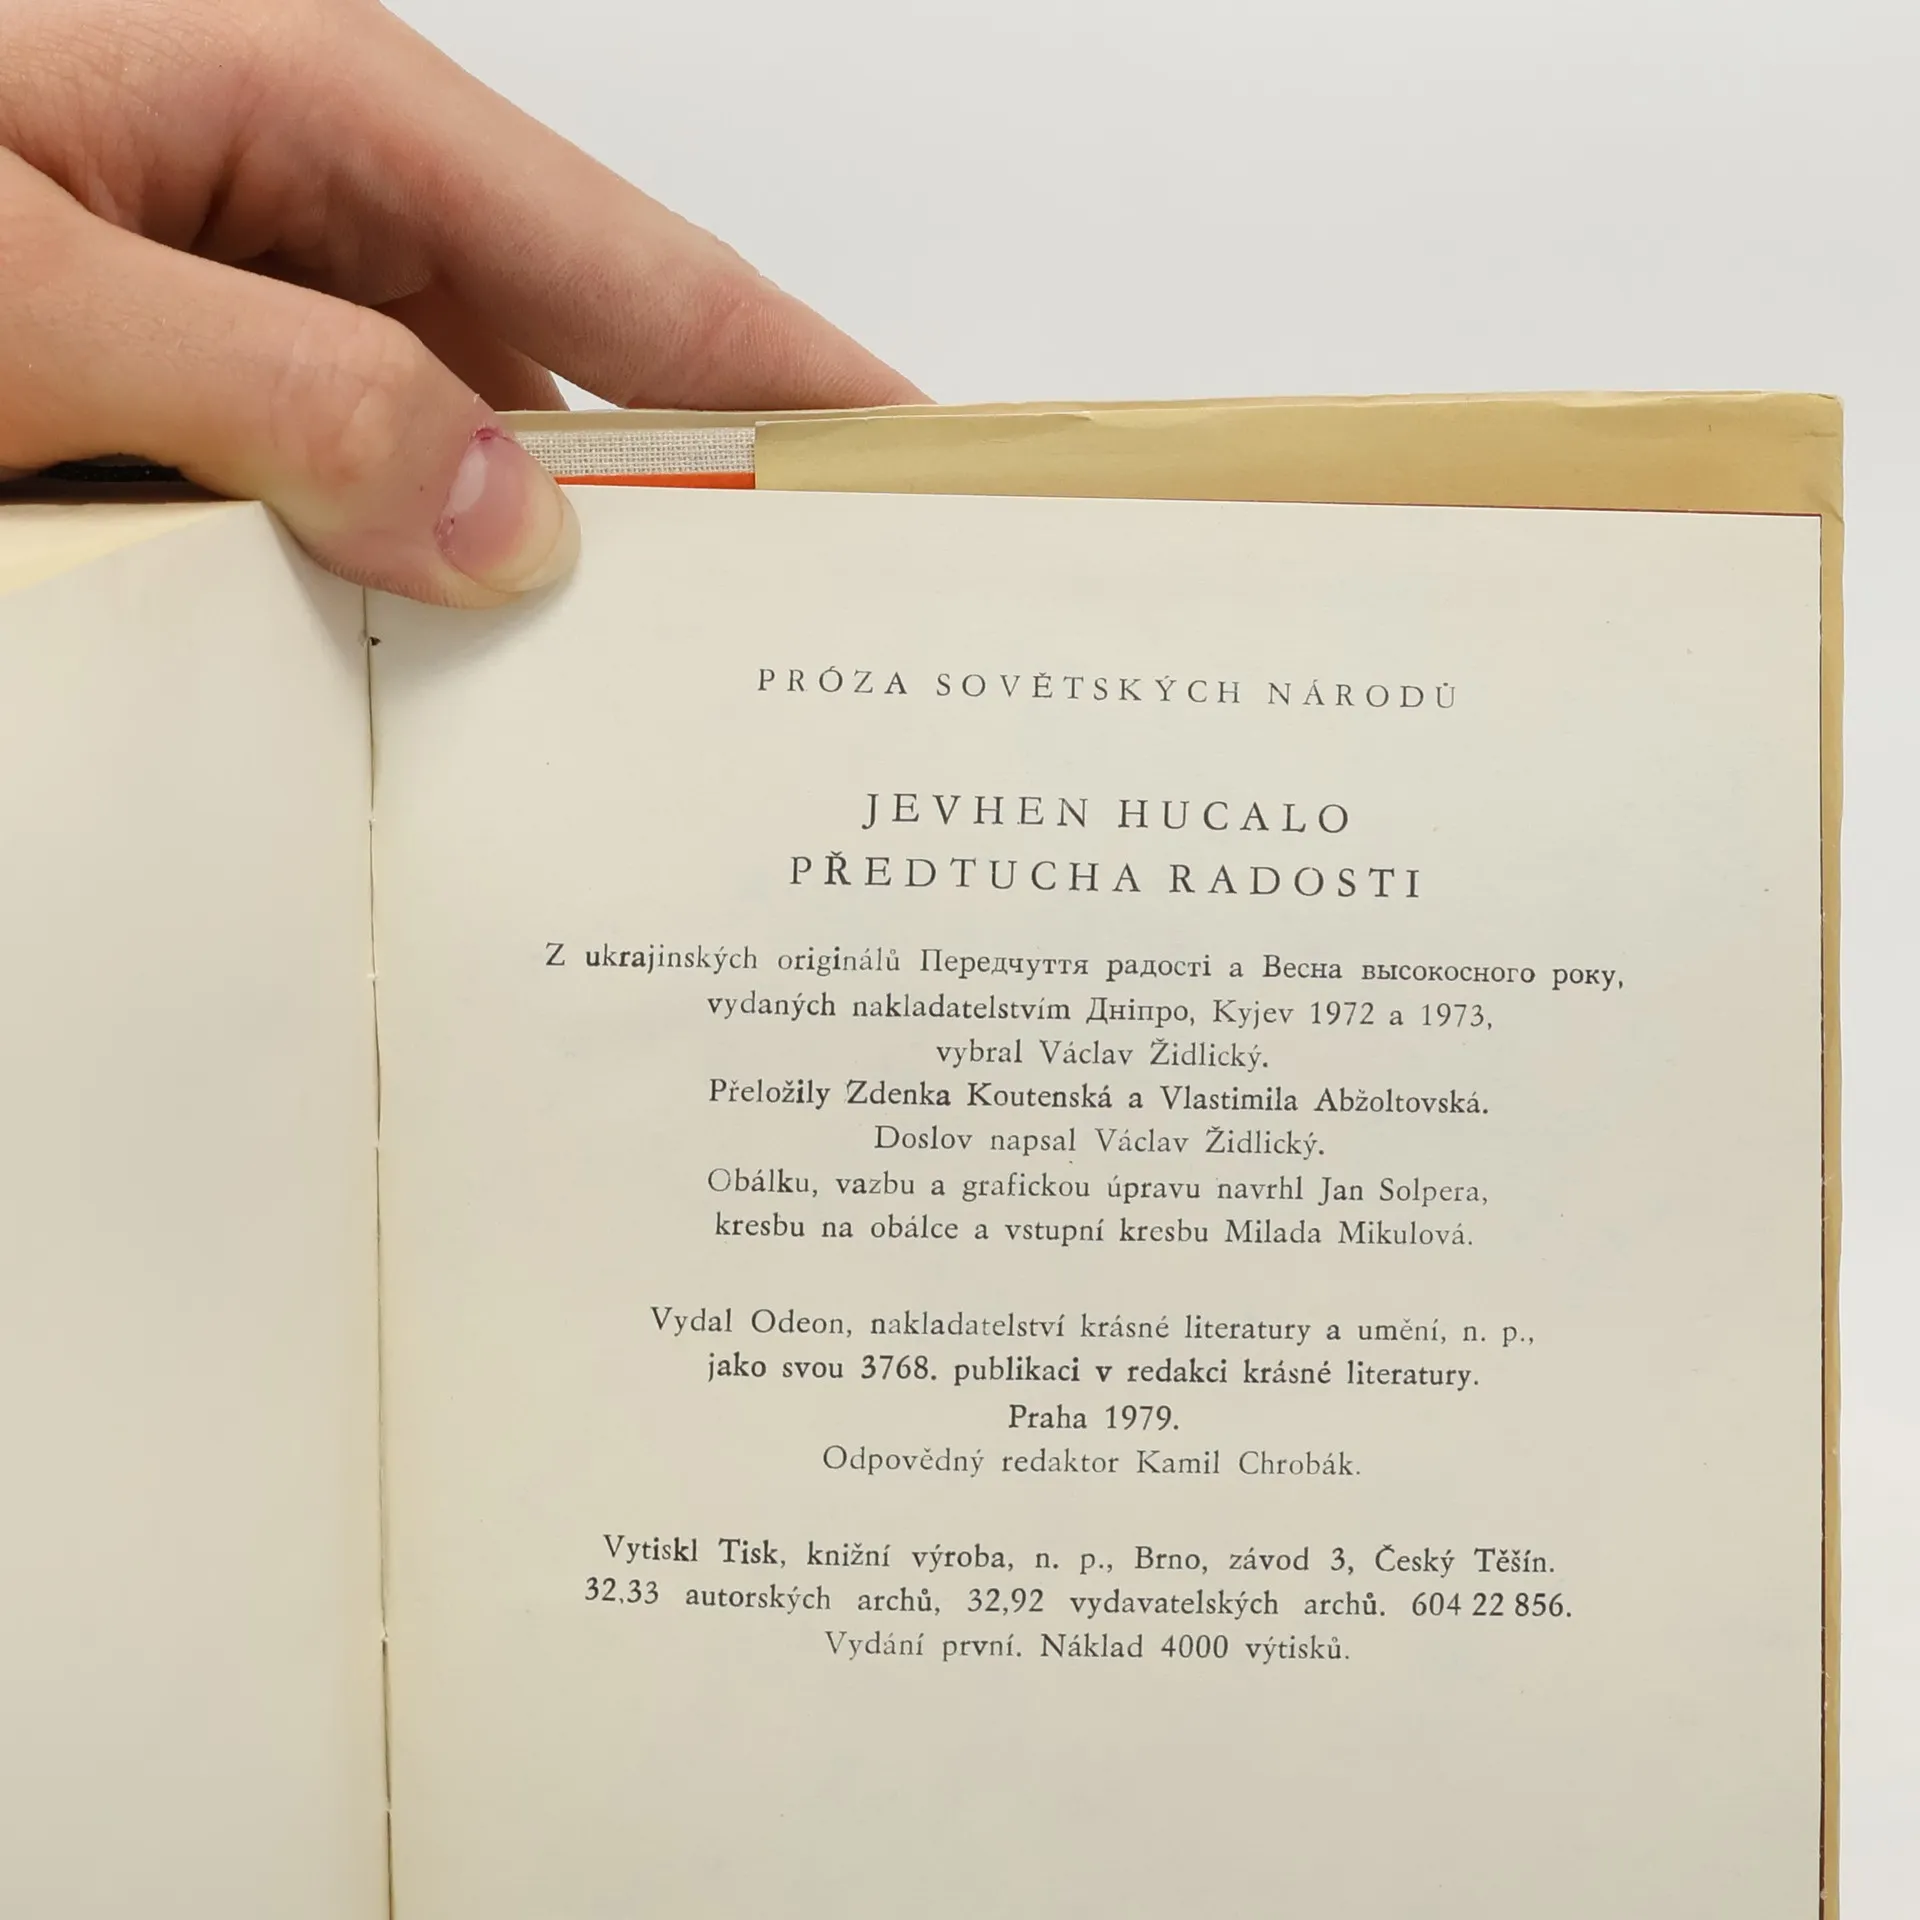 PRÓZA SOVĚTSKÝCH NÁRODŮ
JEVHEN HUCALO
PŘEDTUCHA RADOSTI
Z ukrajinských originálů Передчуття радості a Весна высокосного року,
vydaných nakladatelstvím Дніпро, Kyjev 1972 a 1973,
vybral Václav Židlický.
Přeložily Zdenka Koutenská a Vlastimila Abžoltovská.
Doslov napsal Václav Židlický.
Obálku, vazbu a grafickou úpravu navrhl Jan Solpera,
kresbu na obálce a vstupní kresbu Milada Mikulová.
Vydal Odeon, nakladatelství krásné literatury a umění, n. p.,
jako svou 3768. publikaci v redakci krásné literatury.
Praha 1979.
Odpovědný redaktor Kamil Chrobák.
Vytiskl Tisk, knižní výroba, n. p., Brno, závod 3, Český Těšín.
32,33 autorských archů, 32,92 vydavatelských archů. 604 22 856.
Vydání první. Náklad 4000 výtisků.